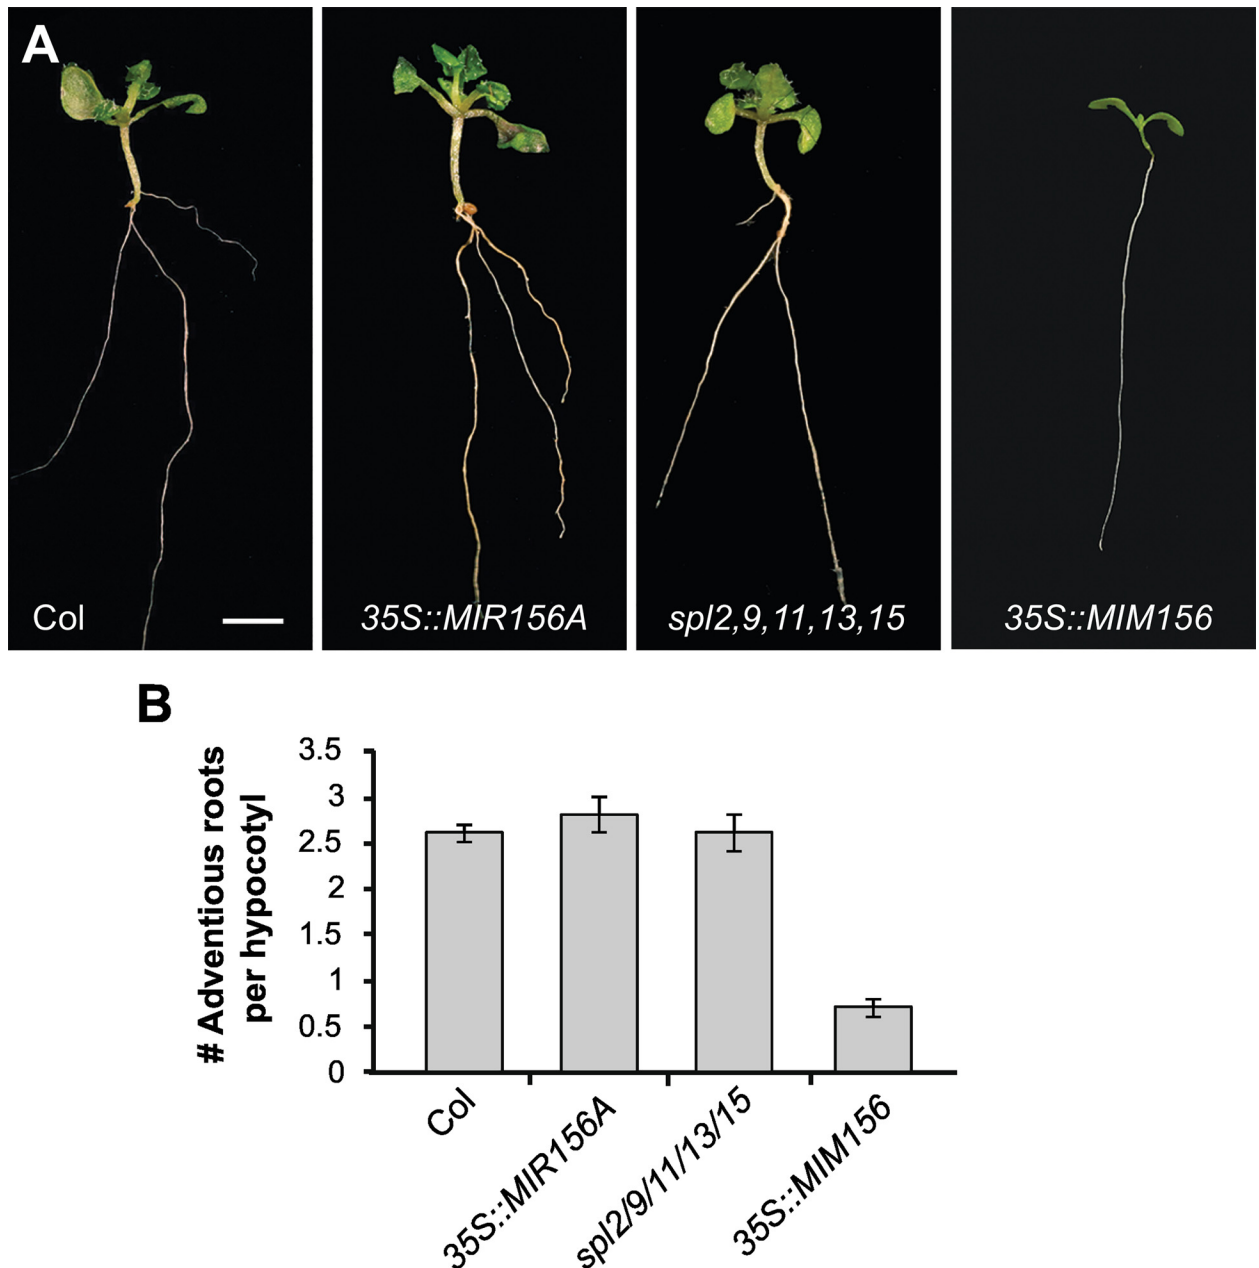 A
Col
35S::MIR156A
spl2,9,11,13,15
35S::MIM156
B
# Adventious roots
per hypocotyl
3.5
3
2.5
2
1.5
1
0.5
0
Col
35S::MIR156A
spl2/9/11/13/15
35S::MIM156